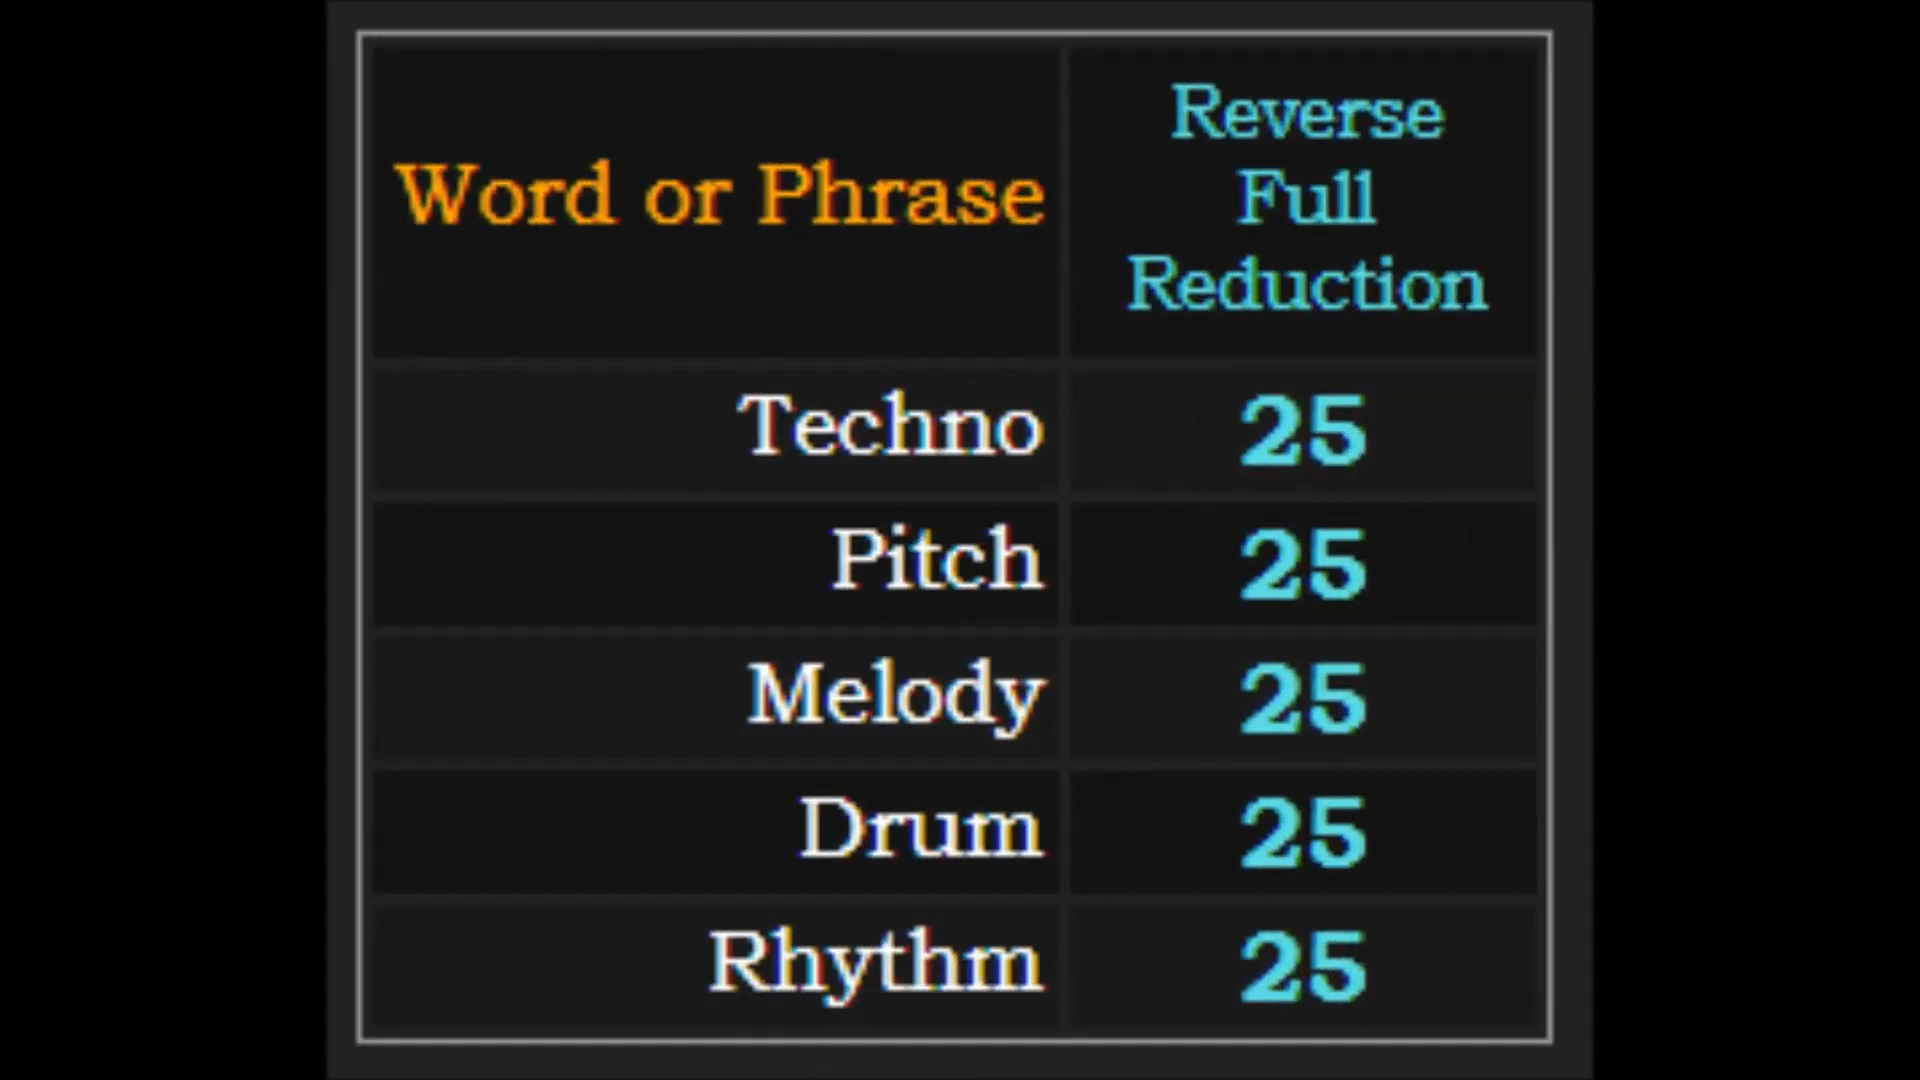 Word or Phrase
Reverse
Full
Reduction
Techno 25
Pitch 25
Melody 25
Drum 25
Rhythm 25